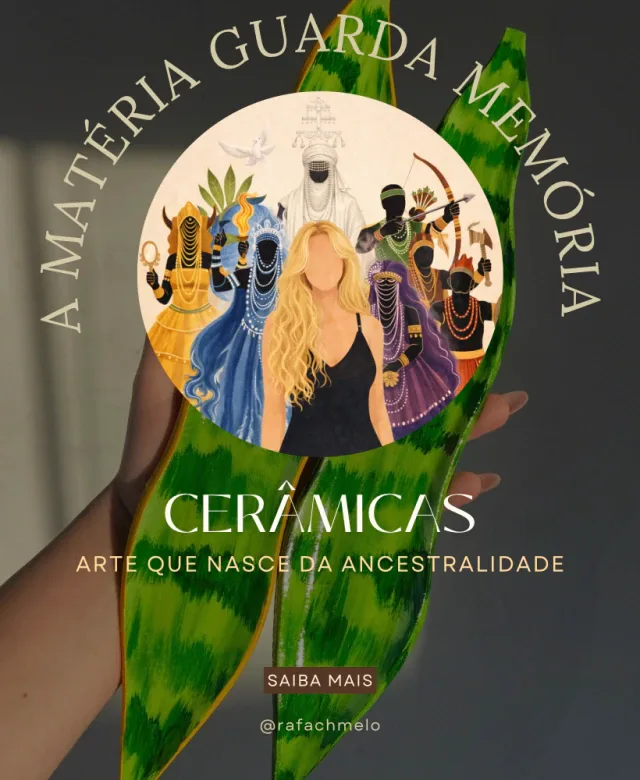 A MATÉRIA GUARDA MEMÓRIA
CERÂMICAS
ARTE QUE NASCE DA ANCESTRALIDADE
SAIBA MAIS
@rafachmelo